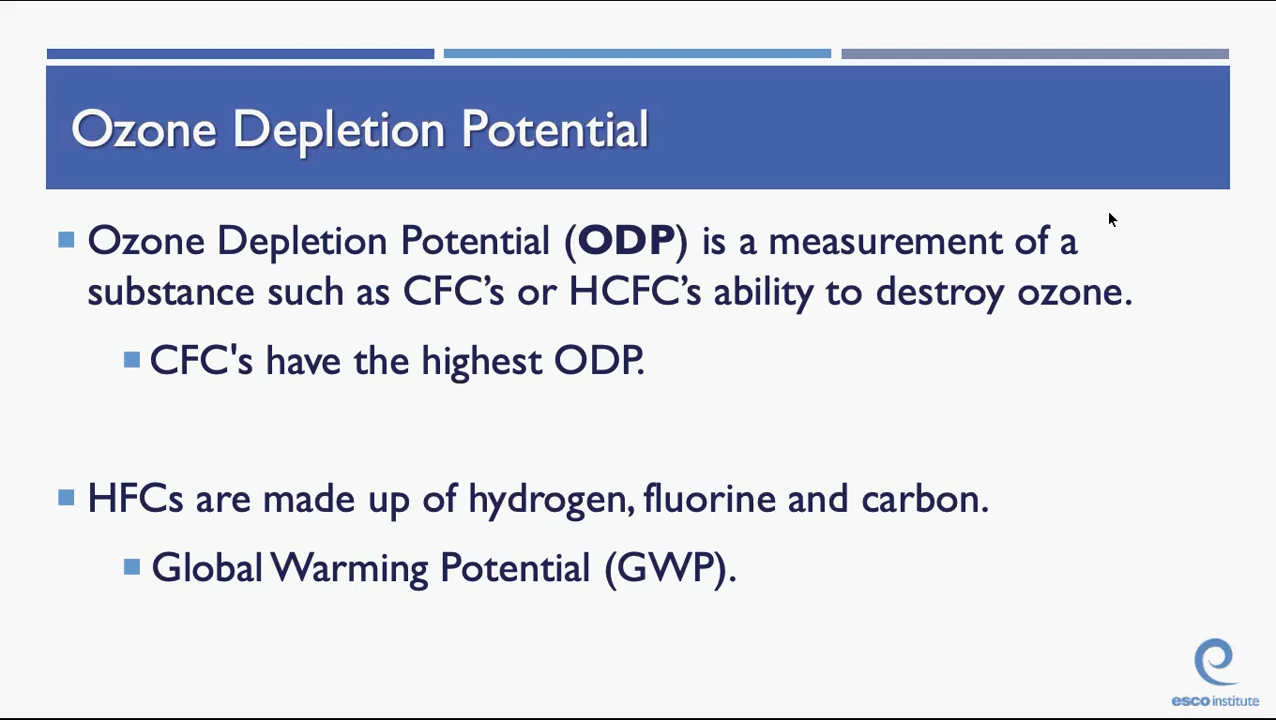 Ozone Depletion Potential
Ozone Depletion Potential (ODP) is a measurement of a
substance such as CFC’s or HCFC’s ability to destroy ozone.
CFC's have the highest ODP.
HFCs are made up of hydrogen, fluorine and carbon.
Global Warming Potential (GWP).
esco institute